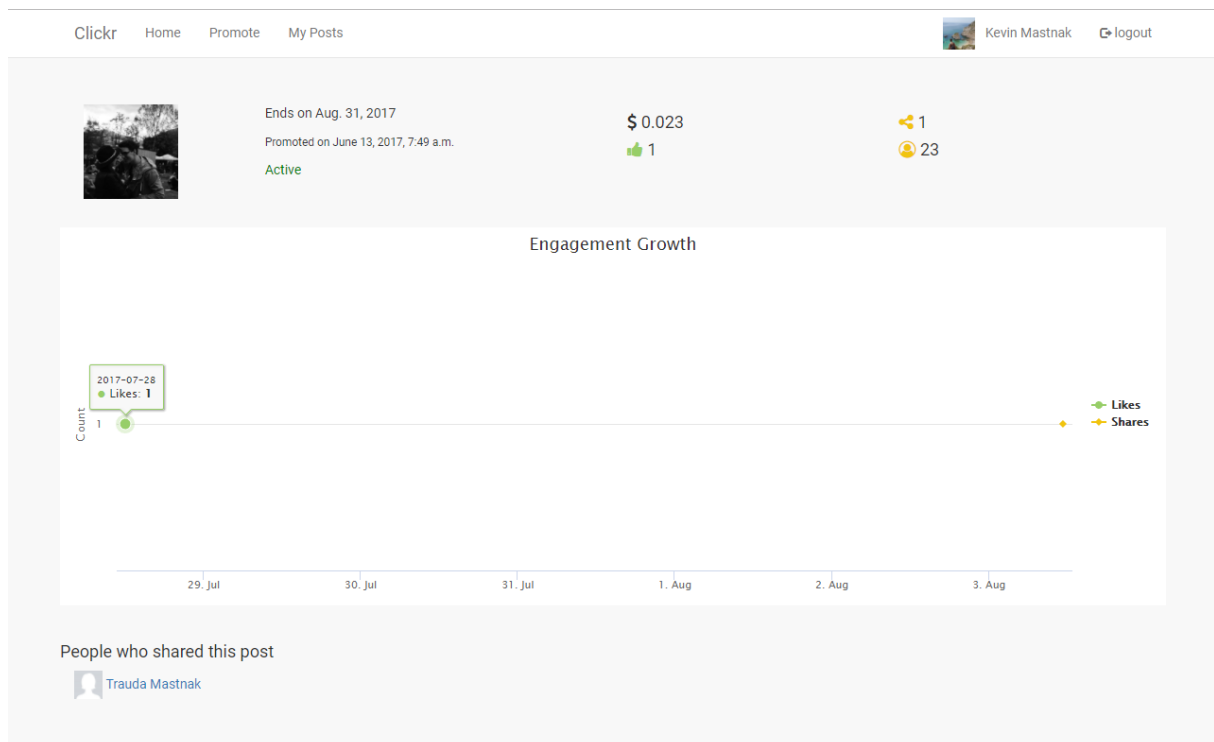 Clickr Home Promote My Posts Kevin Mastnak logout
Ends on Aug. 31, 2017
Promoted on June 13, 2017, 7:49 a.m.
Active
$ 0.023
1
1
23
Engagement Growth
2017-07-28
Likes: 1
Count
1
Likes
Shares
29. Jul 30. Jul 31. Jul 1. Aug 2. Aug 3. Aug
People who shared this post
Trauda Mastnak